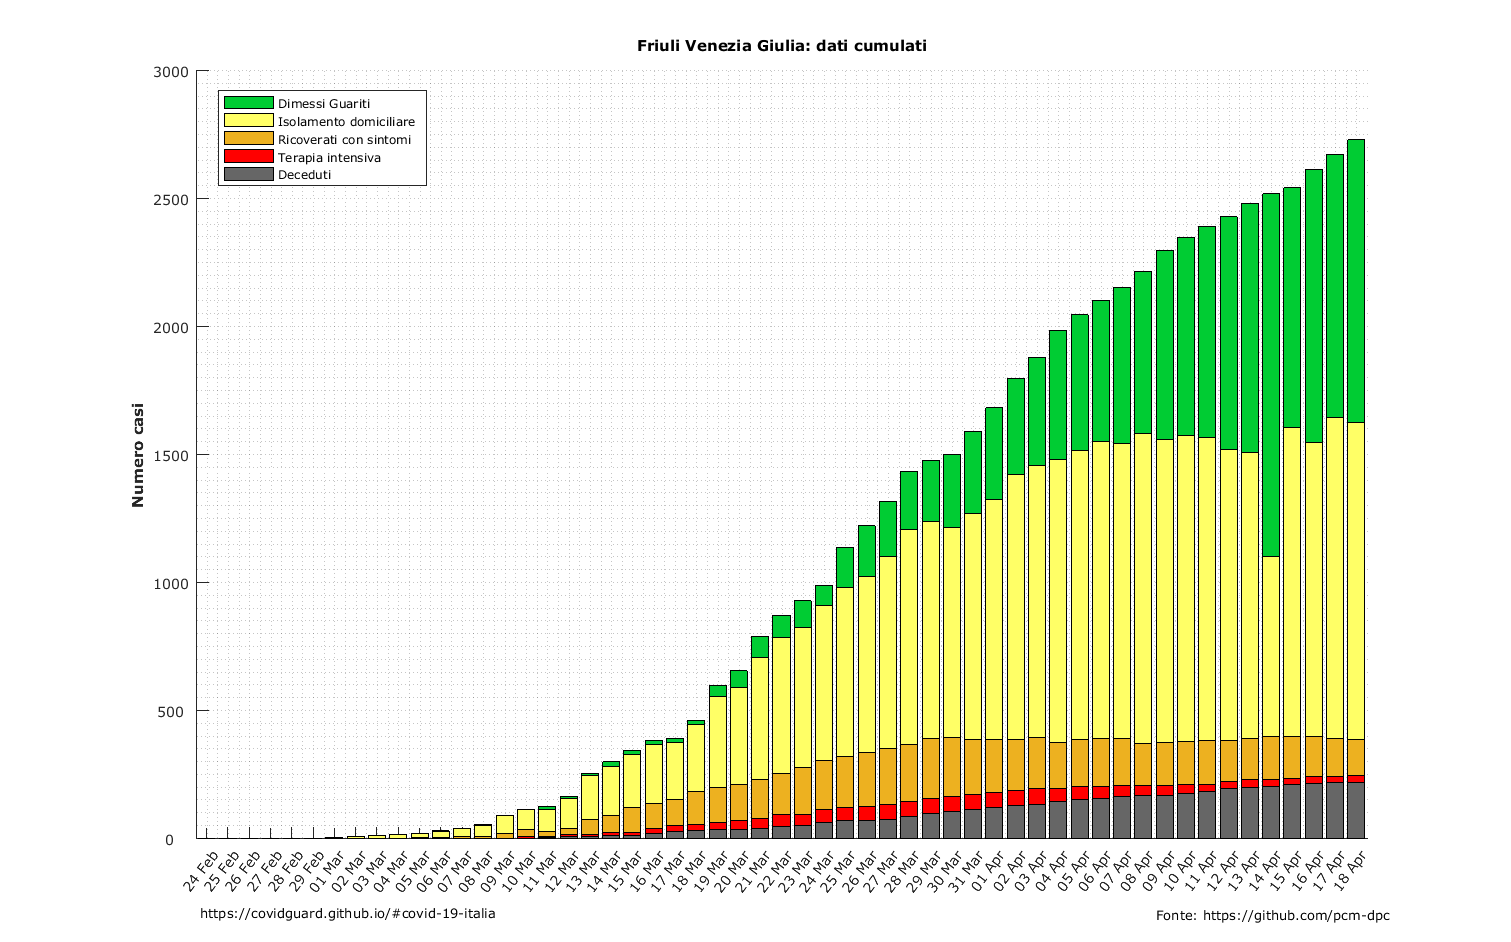 Friuli Venezia Giulia: dati cumulati
3000
2500
2000
1500
1000
500
0
Numero casi
Dimessi Guariti
Isolamento domiciliare
Ricoverati con sintomi
Terapia intensiva
Deceduti
24 Feb
25 Feb
26 Feb
27 Feb
28 Feb
29 Feb
01 Mar
02 Mar
03 Mar
04 Mar
05 Mar
06 Mar
07 Mar
08 Mar
09 Mar
10 Mar
11 Mar
12 Mar
13 Mar
14 Mar
15 Mar
16 Mar
17 Mar
18 Mar
19 Mar
20 Mar
21 Mar
22 Mar
23 Mar
24 Mar
25 Mar
26 Mar
27 Mar
28 Mar
29 Mar
30 Mar
31 Mar
01 Apr
02 Apr
03 Apr
04 Apr
05 Apr
06 Apr
07 Apr
08 Apr
09 Apr
10 Apr
11 Apr
12 Apr
13 Apr
14 Apr
15 Apr
16 Apr
17 Apr
18 Apr
https://covidguard.github.io/#covid-19-italia
Fonte: https://github.com/pcm-dpc